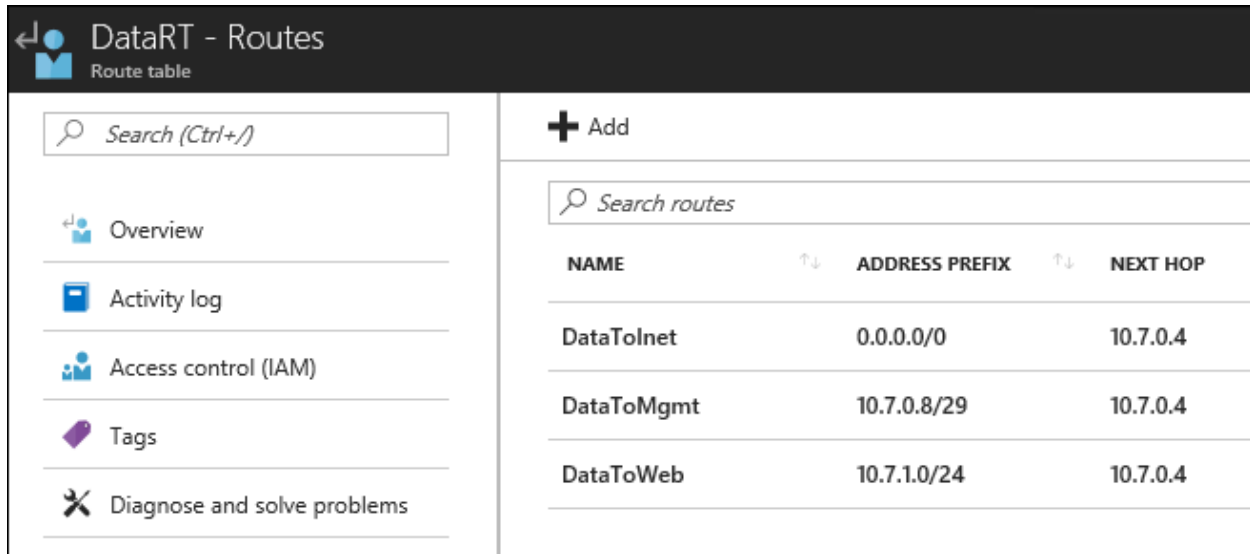 DataRT - Routes
Route table
Search (Ctrl+/)
Overview
Activity log
Access control (IAM)
Tags
Diagnose and solve problems
Add
Search routes
NAME ADDRESS PREFIX NEXT HOP
DataToInet 0.0.0.0/0 10.7.0.4
DataToMgmt 10.7.0.8/29 10.7.0.4
DataToWeb 10.7.1.0/24 10.7.0.4